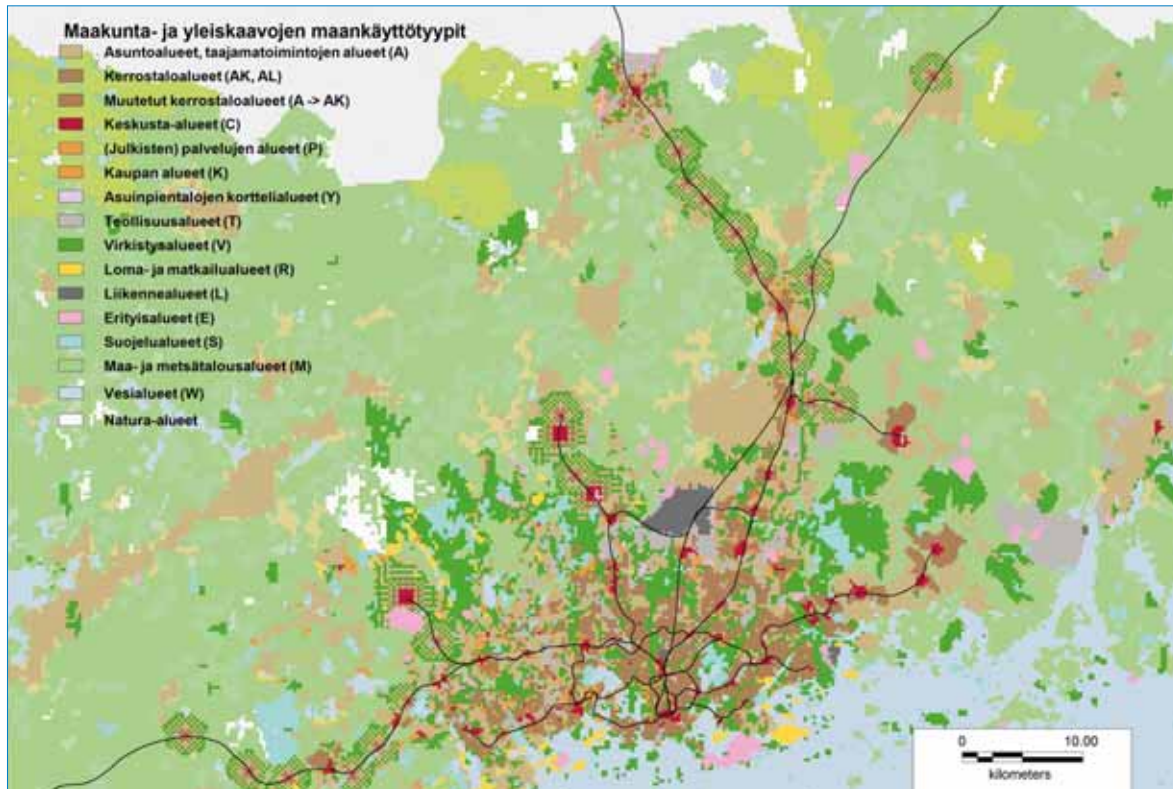 Maakunta- ja yleiskaavojen maankäyttötyypit
Asuntoalueet, taajamatoimintojen alueet (A)
Kerrostaloalueet (AK, AL)
Muutetut kerrostaloalueet (A -> AK)
Keskusta-alueet (C)
(Julkisten) palvelujen alueet (P)
Kaupan alueet (K)
Asuinpientalojen korttelialueet (Y)
Teollisuusalueet (T)
Virkistysalueet (V)
Loma- ja matkailualueet (R)
Liikennealueet (L)
Erityisalueet (E)
Suojelualueet (S)
Maa- ja metsätalousalueet (M)
Vesialueet (W)
Natura-alueet
0 10.00
kilometers